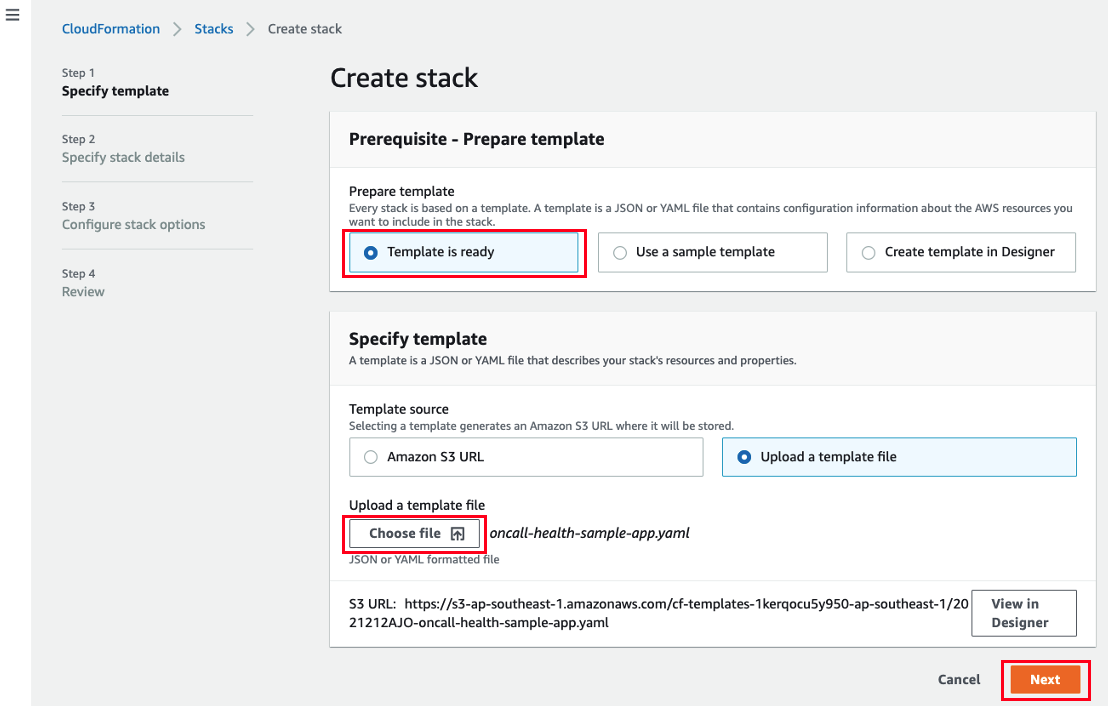 CloudFormation > Stacks > Create stack
Step 1
Specify template
Step 2
Specify stack details
Step 3
Configure stack options
Step 4
Review
Create stack
Prerequisite - Prepare template
Prepare template
Every stack is based on a template. A template is a JSON or YAML file that contains configuration information about the AWS resources you
want to include in the stack.
Template is ready
Use a sample template
Create template in Designer
Specify template
A template is a JSON or YAML file that describes your stack's resources and properties.
Template source
Selecting a template generates an Amazon S3 URL where it will be stored.
Amazon S3 URL
Upload a template file
Upload a template file
Choose file
oncall-health-sample-app.yaml
JSON or YAML formatted file
S3 URL: https://s3-ap-southeast-1.amazonaws.com/cf-templates-1kerqocu5y950-ap-southeast-1/20
21212AJO-oncall-health-sample-app.yaml
View in
Designer
Cancel
Next